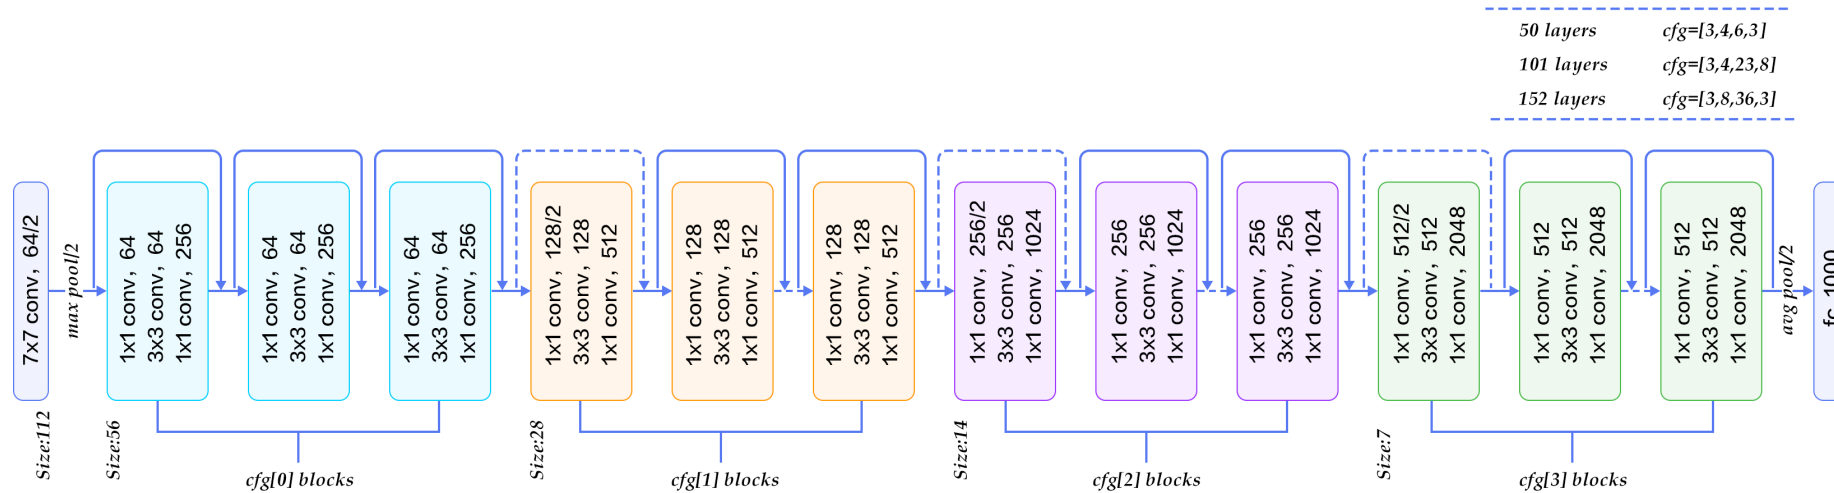 50 layers cfg=[3,4,6,3]
101 layers cfg=[3,4,23,8]
152 layers cfg=[3,8,36,3]
7x7 conv, 64/2
max pool/2
1x1 conv, 64
3x3 conv, 64
1x1 conv, 256
1x1 conv, 64
3x3 conv, 64
1x1 conv, 256
1x1 conv, 64
3x3 conv, 64
1x1 conv, 256
1x1 conv, 128/2
3x3 conv, 128
1x1 conv, 512
1x1 conv, 128
3x3 conv, 128
1x1 conv, 512
1x1 conv, 128
3x3 conv, 128
1x1 conv, 512
1x1 conv, 256/2
3x3 conv, 256
1x1 conv, 1024
1x1 conv, 256
3x3 conv, 256
1x1 conv, 1024
1x1 conv, 256
3x3 conv, 256
1x1 conv, 1024
1x1 conv, 512/2
3x3 conv, 512
1x1 conv, 2048
1x1 conv, 512
3x3 conv, 512
1x1 conv, 2048
1x1 conv, 512
3x3 conv, 512
1x1 conv, 2048
avg pool/2
fc, 1000
Size:112
Size:56
Size:28
Size:14
Size:7
cfg[0] blocks
cfg[1] blocks
cfg[2] blocks
cfg[3] blocks